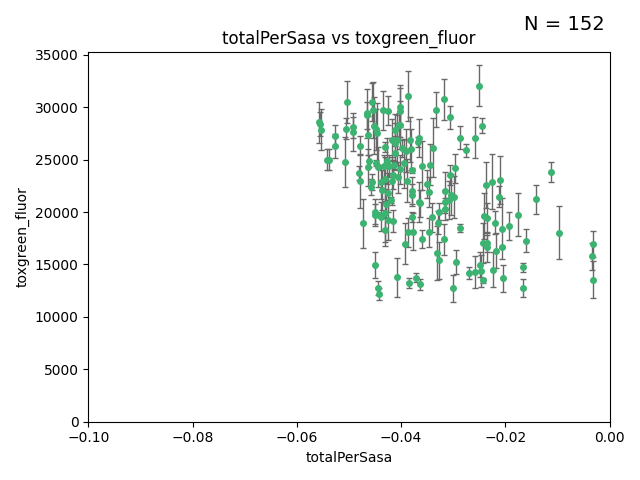 N = 152
totalPerSasa vs toxgreen_fluor
35000
30000
25000
20000
15000
10000
5000
0
toxgreen_fluor
−0.10 −0.08 −0.06 −0.04 −0.02 0.00
totalPerSasa